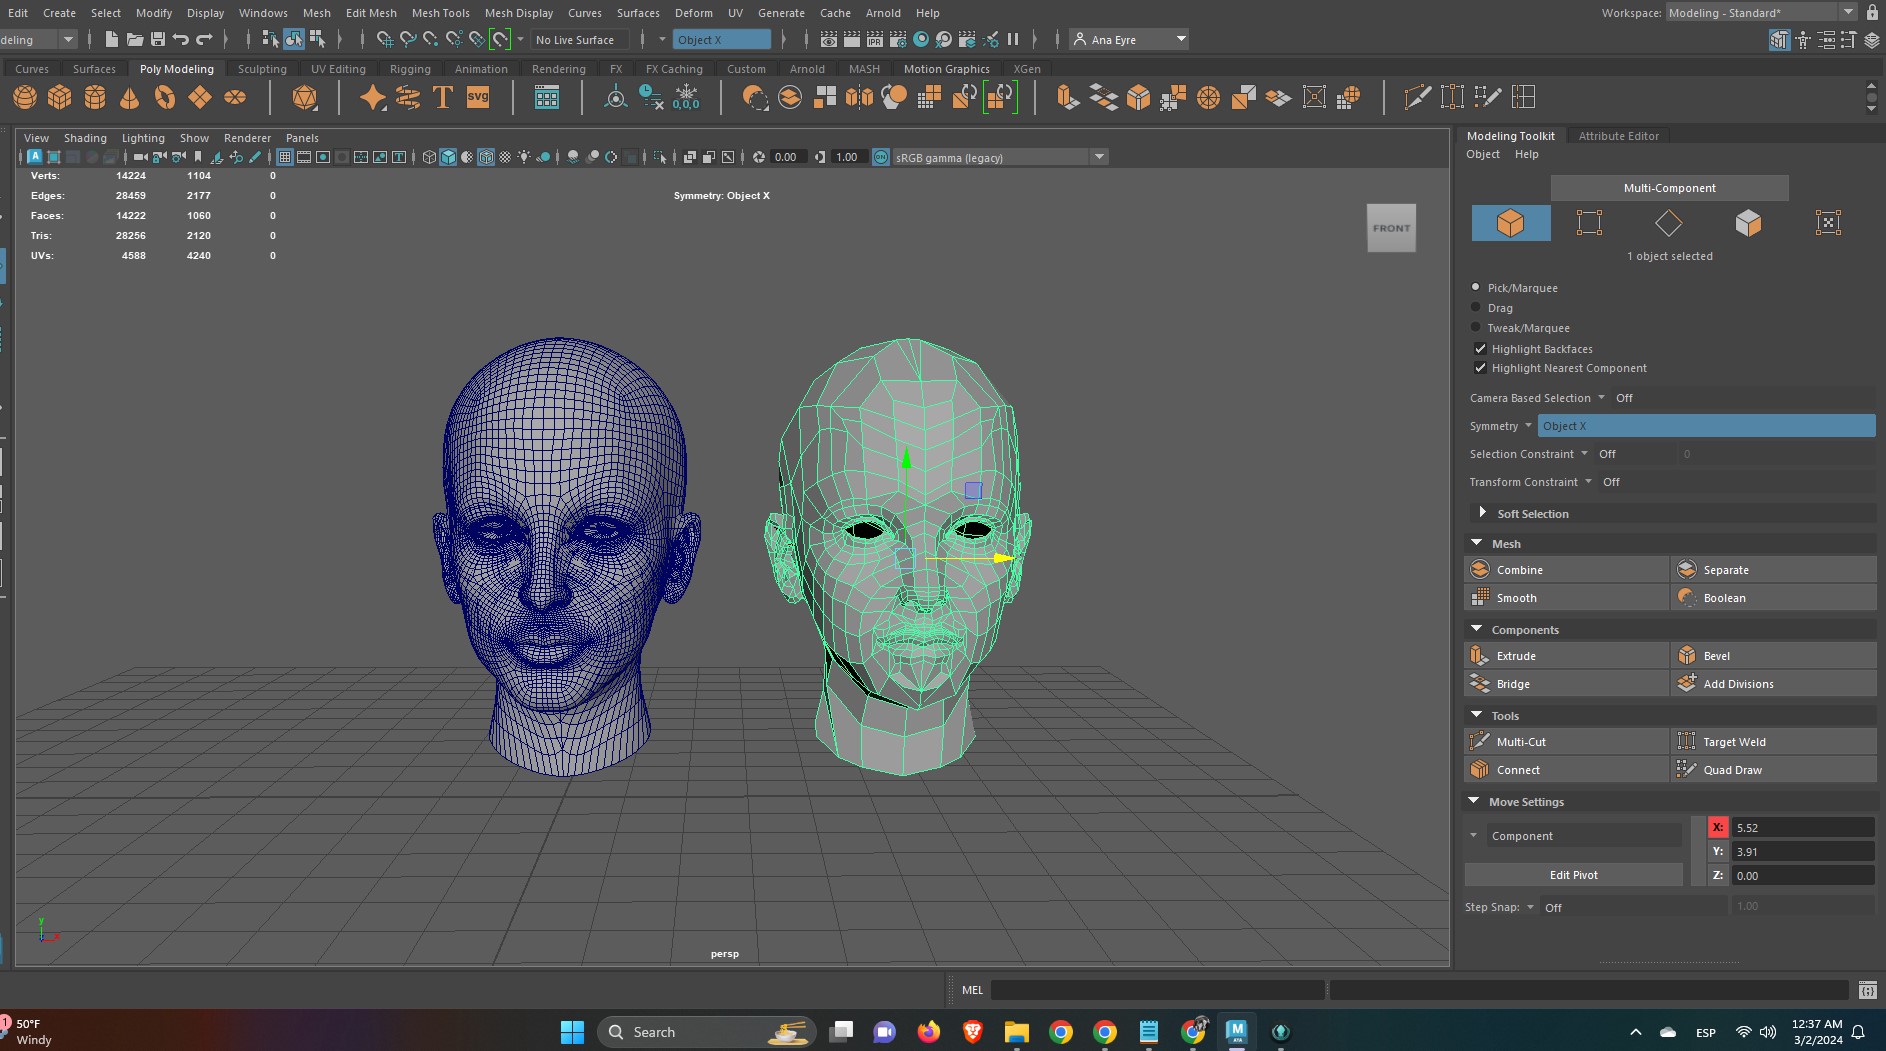 Edit Create Select Modify Display Windows Mesh Edit Mesh Mesh Tools Mesh Display Curves Surfaces Deform UV Generate Cache Arnold Help Workspace: Modeling - Standard*
deling No Live Surface Object X Ana Eyre
Curves Surfaces Poly Modeling Sculpting UV Editing Rigging Animation Rendering FX FX Caching Custom Arnold MASH Motion Graphics XGen
T SVG 0,0,0
View Shading Lighting Show Renderer Panels
0.00 1.00 ON sRGB gamma (legacy)
Verts: 14224 1104 0
Edges: 28459 2177 0
Faces: 14222 1060 0
Tris: 28256 2120 0
UVs: 4588 4240 0
Symmetry: Object X
FRONT
persp
y
Modeling Toolkit Attribute Editor
Object Help
Multi-Component
1 object selected
Pick/Marquee
Drag
Tweak/Marquee
Highlight Backfaces
Highlight Nearest Component
Camera Based Selection Off
Symmetry Object X
Selection Constraint Off 0
Transform Constraint Off
Soft Selection
Mesh
Combine Separate
Smooth Boolean
Components
Extrude Bevel
Bridge Add Divisions
Tools
Multi-Cut Target Weld
Connect Quad Draw
Move Settings
Component X: 5.52
Y: 3.91
Edit Pivot Z: 0.00
Step Snap: Off 1.00
MEL
1 50°F
Windy
Search
M
ESP
12:37 AM
3/2/2024